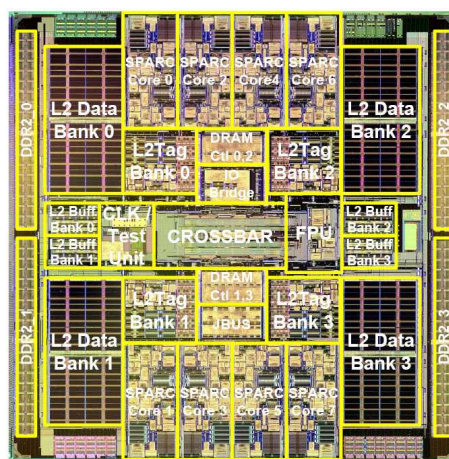 SPARC
Core 0
SPARC
Core 2
SPARC
Core4
SPARC
Core 6
DDR2_0
L2 Data
Bank 0
L2 Data
Bank 2
DDR2_2
L2Tag
Bank 0
DRAM
Ctl 0,2
IO
Bridge
L2Tag
Bank 2
L2 Buff
Bank 0
L2 Buff
Bank 1
CLK /
Test
Unit
CROSSBAR
FPU
L2 Buff
Bank 2
L2 Buff
Bank 3
DDR2_1
L2 Data
Bank 1
L2Tag
Bank 1
DRAM
Ctl 1,3
JBUS
L2Tag
Bank 3
L2 Data
Bank 3
DDR2_3
SPARC
Core 1
SPARC
Core 3
SPARC
Core 5
SPARC
Core 7